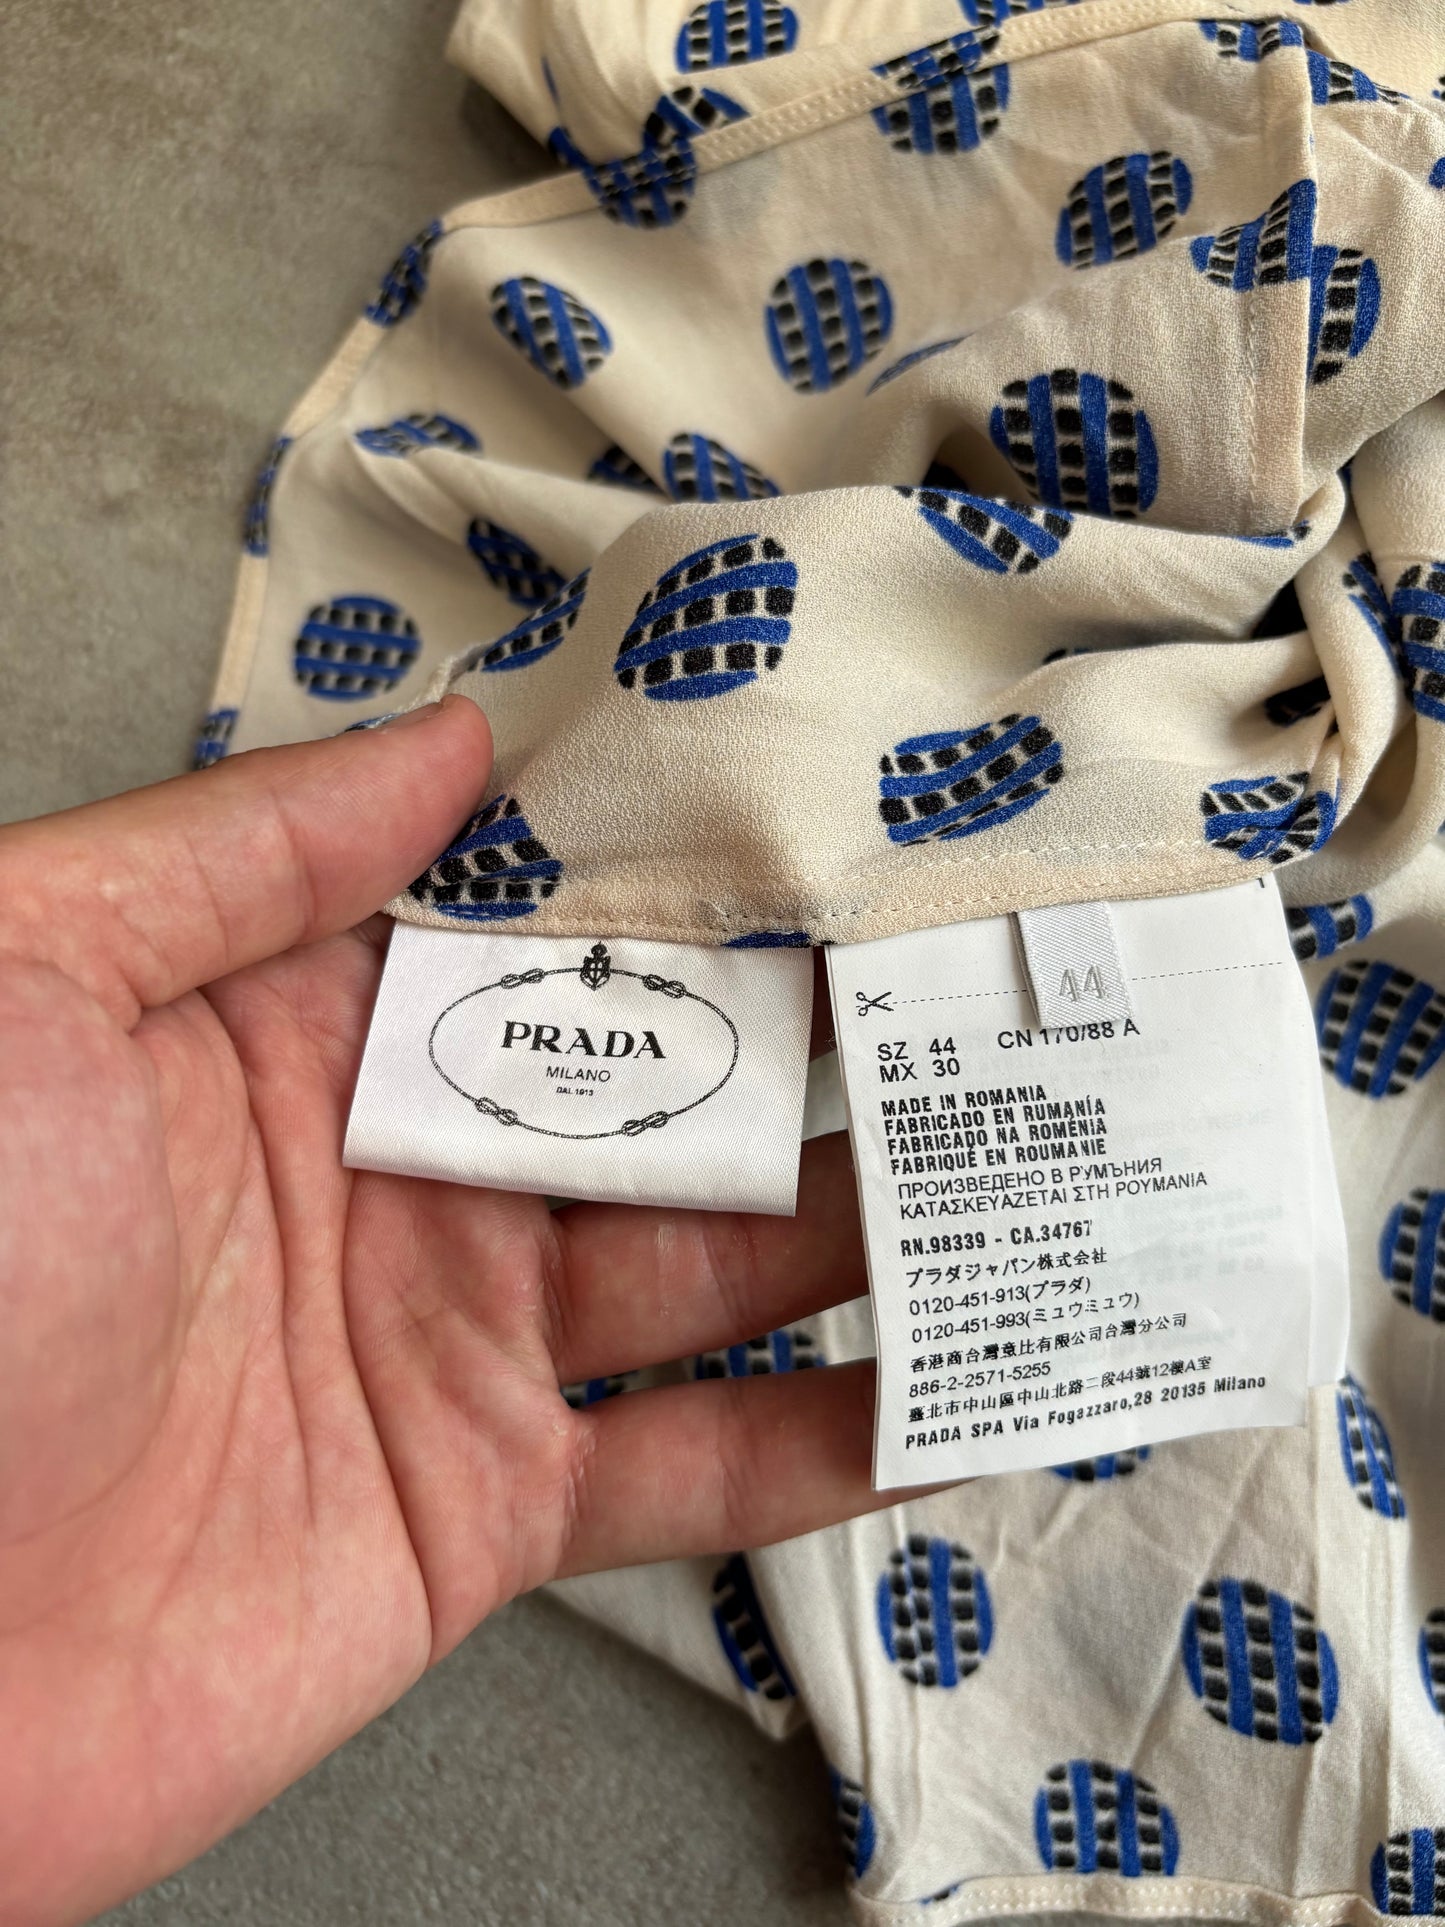 PRADA
MILANO
DAL 1913
44
SZ 44 CN 170/88 A
MX 30
MADE IN ROMANIA
FABRICADO EN RUMANÍA
FABRICADO NA ROMÉNIA
FABRIQUÉ EN ROUMANIE
ПРОИЗВЕДЕНО В РУМЪНИЯ
ΚΑΤΑΣΚΕΥΑΖΕΤΑΙ ΣΤΗ ΡΟΥΜΑΝΙΑ
RN.98339 - CA.34767
プラダジャパン株式会社
0120-451-913(プラダ)
0120-451-993(ミュウミュウ)
香港商台灣意比有限公司台灣分公司
886-2-2571-5255
臺北市中山區中山北路二段44號12樓A室
PRADA SPA Via Fogazzaro,28 20135 Milano